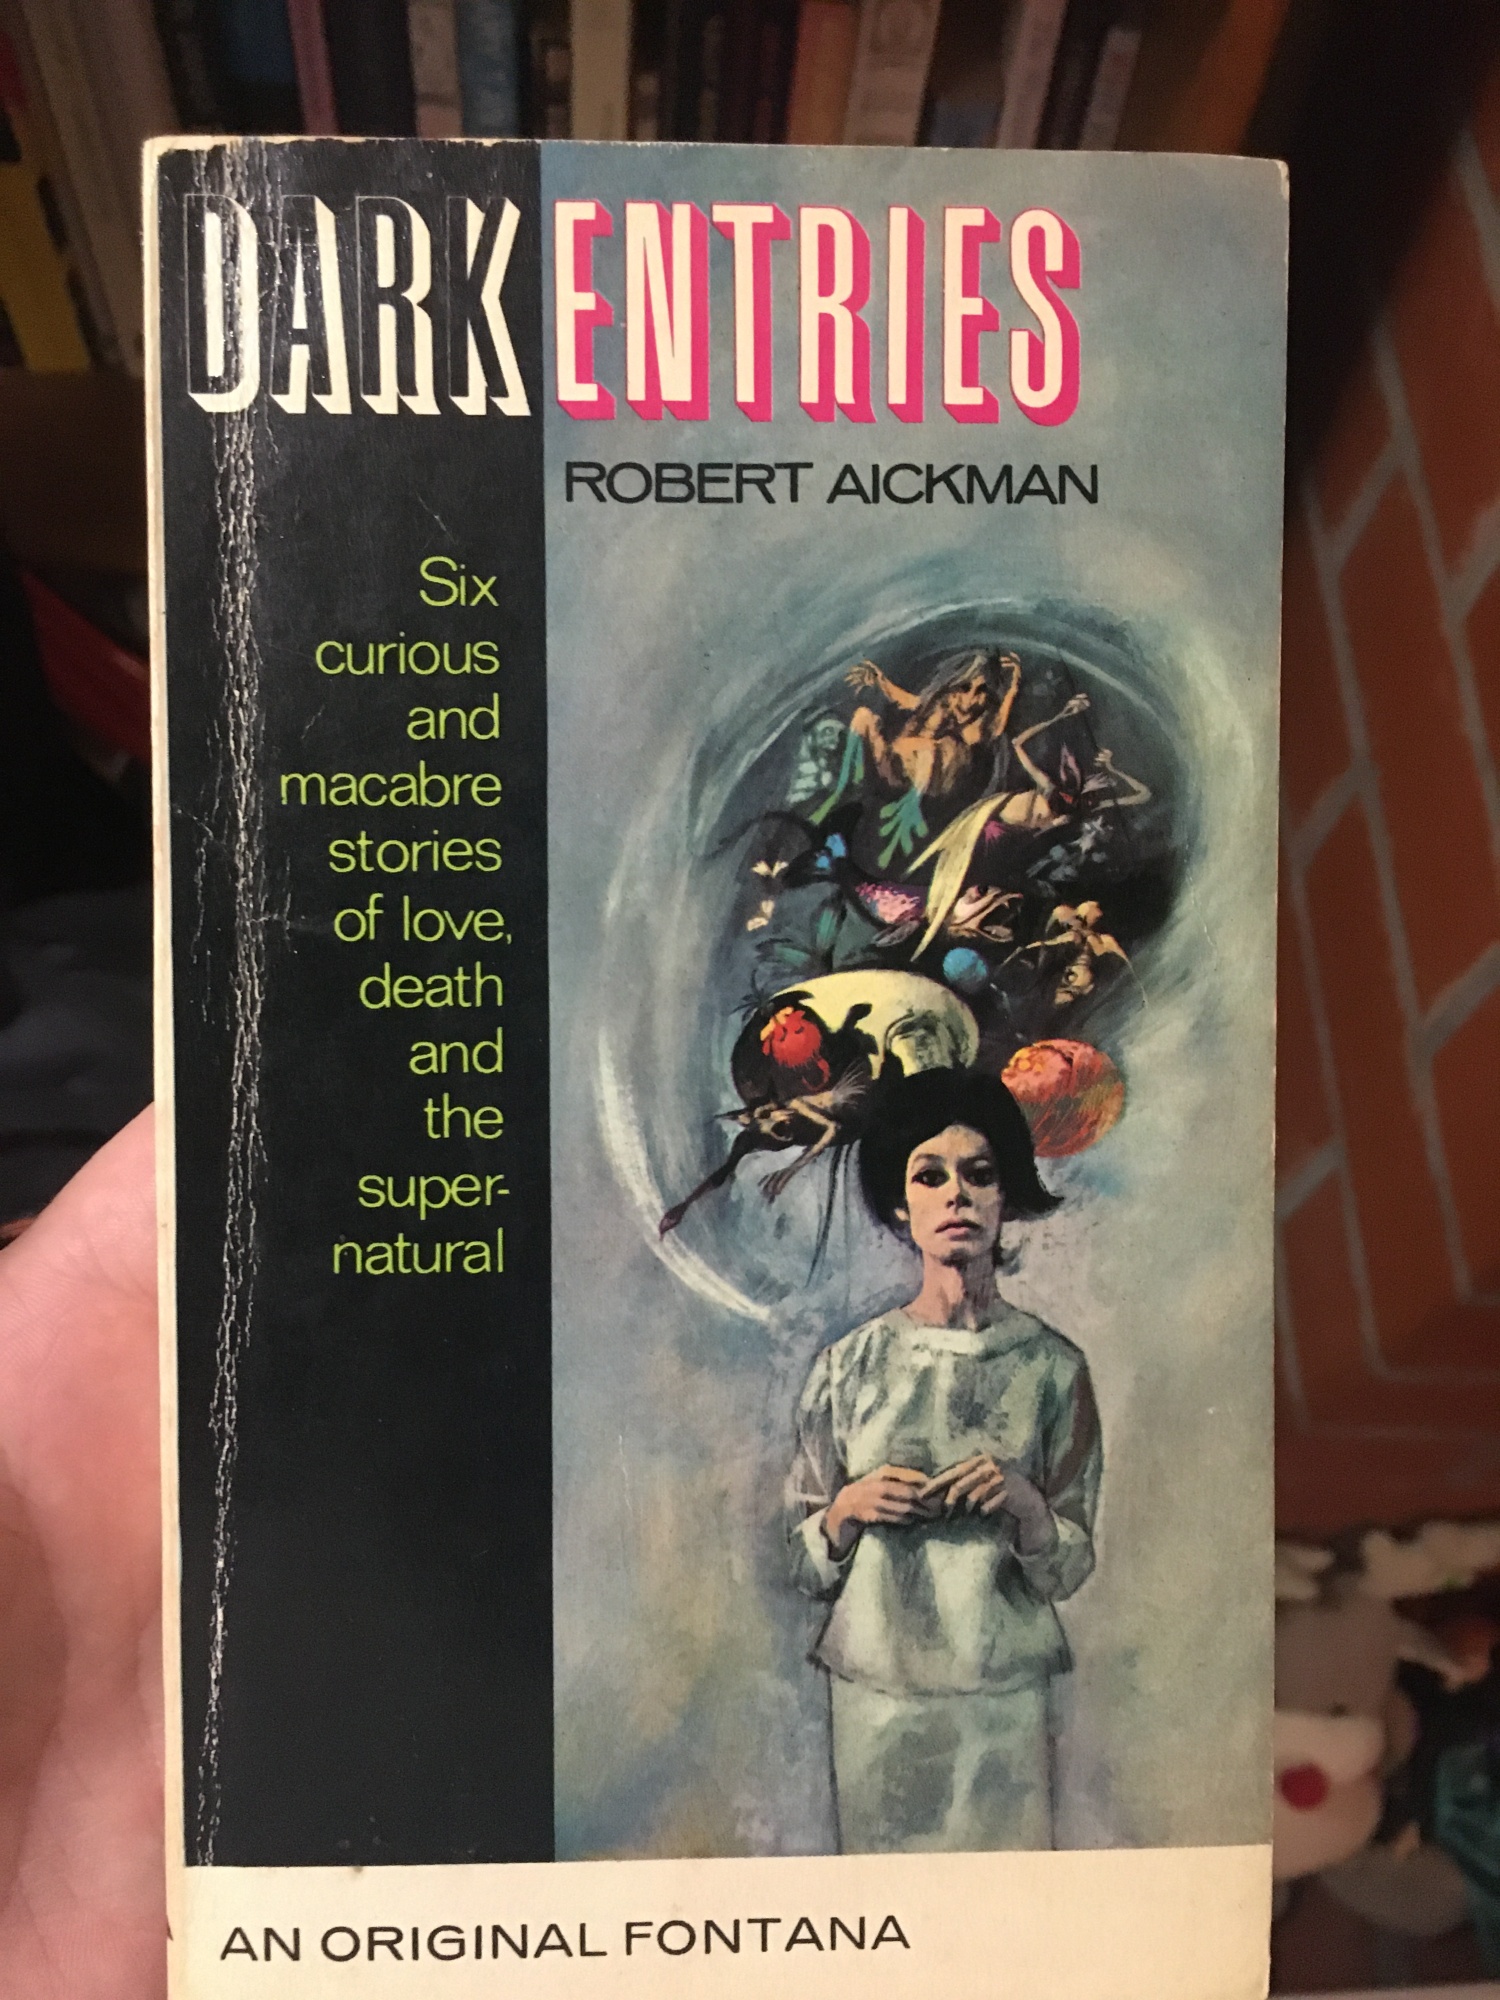 DARK ENTRIES
ROBERT AICKMAN
Six
curious
and
macabre
stories
of love,
death
and
the
super-
natural
AN ORIGINAL FONTANA